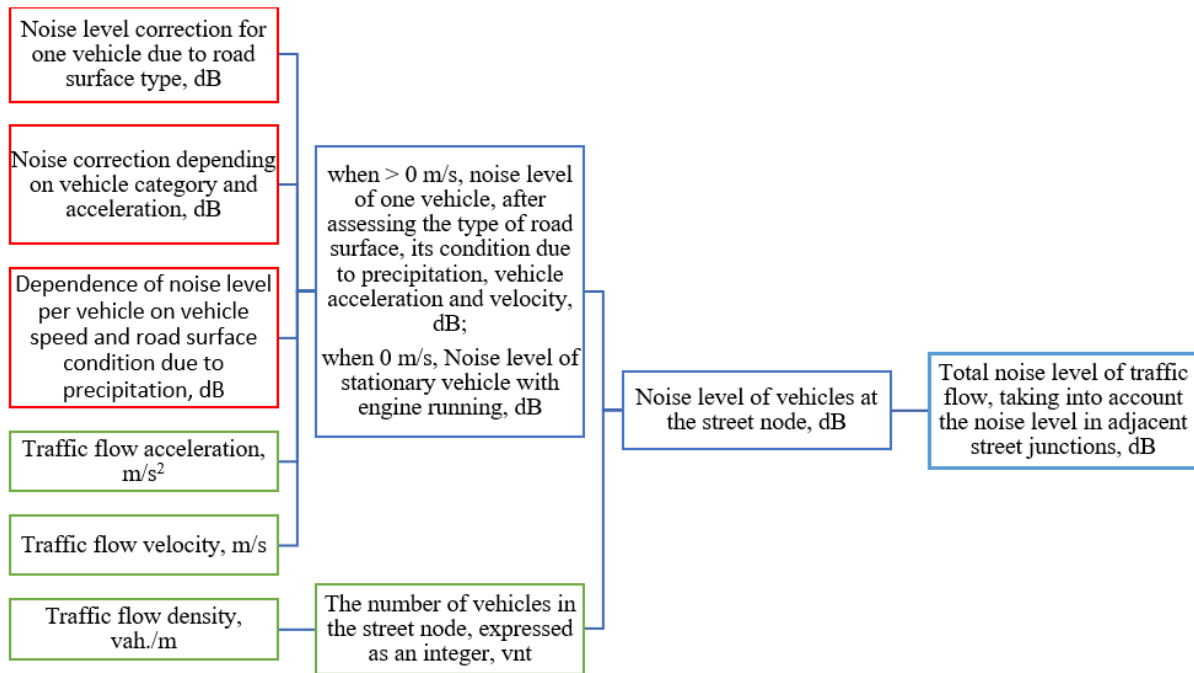 Noise level correction for
one vehicle due to road
surface type, dB
Noise correction depending
on vehicle category and
acceleration, dB
Dependence of noise level
per vehicle on vehicle
speed and road surface
condition due to
precipitation, dB
Traffic flow acceleration,
m/s²
Traffic flow velocity, m/s
Traffic flow density,
vah./m
when > 0 m/s, noise level
of one vehicle, after
assessing the type of road
surface, its condition due
to precipitation, vehicle
acceleration and velocity,
dB;
when 0 m/s, Noise level of
stationary vehicle with
engine running, dB
The number of vehicles in
the street node, expressed
as an integer, vnt
Noise level of vehicles at
the street node, dB
Total noise level of traffic
flow, taking into account
the noise level in adjacent
street junctions, dB